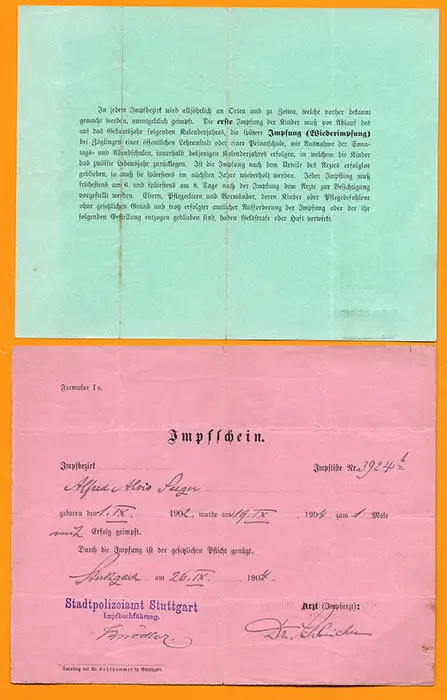 In jedem Impfbezirk wird alljährlich an Orten und zu Zeiten, welche vorher bekannt
gemacht werden, unentgeltlich geimpft. Die erste Impfung der Kinder muß vor Ablauf des
auf das Geburtsjahr folgenden Kalenderjahres, die spätere Impfung (Wiederimpfung)
bei Zöglingen einer öffentlichen Lehranstalt oder einer Privatschule, mit Ausnahme der Sonn-
tags- und Abendschulen, innerhalb desjenigen Kalenderjahres erfolgen, in welchem die Kinder
das zwölfte Lebensjahr zurücklegen. Ist die Impfung nach dem Urteile des Arztes erfolglos
geblieben, so muß sie spätestens im nächsten Jahre wiederholt werden. Jeder Impfling muß
frühestens am 6. und spätestens am 8. Tage nach der Impfung dem Arzte zur Besichtigung
vorgestellt werden. Eltern, Pflegeeltern und Vormünder, deren Kinder oder Pflegebefohlene
ohne gesetzlichen Grund und trotz erfolgter amtlicher Aufforderung der Impfung oder der ihr
folgenden Gestellung entzogen geblieben sind, haben Geldstrafe oder Haft verwirkt.
Formular I a.
Impfschein.
Impfbezirk Impfliste Nr. 3924 b
Alfred Alois Seeger
geboren den 1. IX. 1902, wurde am 19. IX. 1904 zum 1 Male
mit Erfolg geimpft.
Durch die Impfung ist der gesetzlichen Pflicht genügt.
Stuttgart am 26. IX. 1904.
Stadtpolizeiamt Stuttgart Arzt (Impfarzt):
Impfbuchführung.
Dr.
Vorrätig bei W. Kohlhammer in Stuttgart.